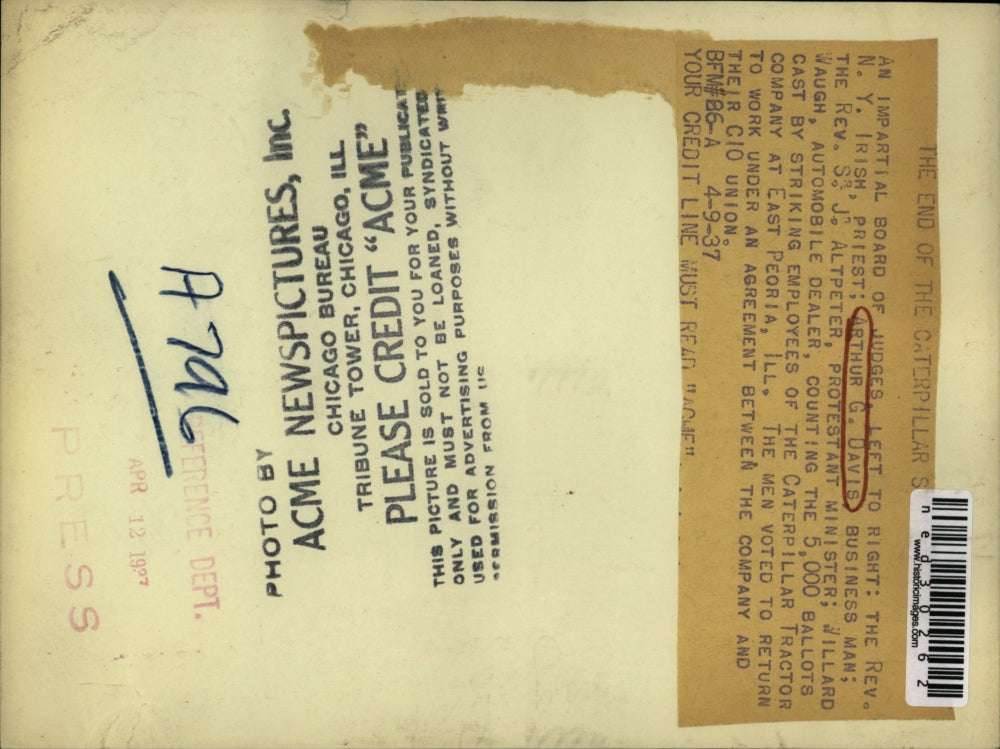 THE END OF THE CATERPILLAR S
AN IMPARTIAL BOARD OF JUDGES, LEFT TO RIGHT: THE REV.
N. Y. IRISH, PRIEST; ARTHUR G. DAVIS BUSINESS MAN;
THE REV. S. J. ALTPETER, PROTESTANT MINISTER; WILLARD
WAUGH, AUTOMOBILE DEALER, COUNTING THE 5,000 BALLOTS
CAST BY STRIKING EMPLOYEES OF THE CATERPILLAR TRACTOR
COMPANY AT EAST PEORIA, ILL. THE MEN VOTED TO RETURN
TO WORK UNDER AN AGREEMENT BETWEEN THE COMPANY AND
THEIR CIO UNION.
BFM#86-A 4-9-37
YOUR CREDIT LINE MUST READ "ACME"
ned30262
www.historicimages.com
PHOTO BY
ACME NEWSPICTURES, Inc.
CHICAGO BUREAU
TRIBUNE TOWER, CHICAGO, ILL
PLEASE CREDIT "ACME"
THIS PICTURE IS SOLD TO YOU FOR YOUR PUBLICAT
ONLY AND MUST NOT BE LOANED, SYNDICATED
USED FOR ADVERTISING PURPOSES WITHOUT WRIT
ERMISSION FROM US
A-796
EFERENCE DEPT.
APR 12 1937
PRESS